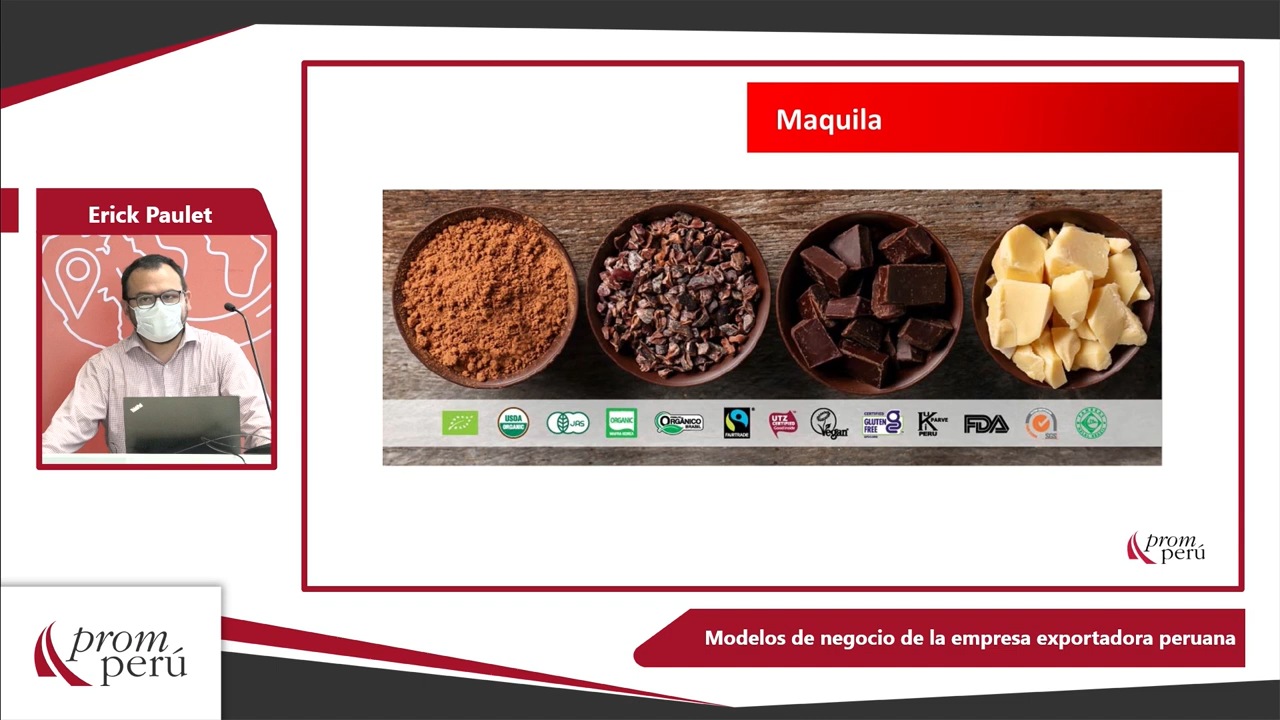 Maquila
Erick Paulet
USDA
ORGANIC
JAS
ORGANIC
ORGÂNICO
BRASIL
FAIRTRADE
UTZ
CERTIFIED
Vegan
CERTIFIED
GLUTEN
FREE
PARVE
PERU
FDA
SGS
prom
perú
Modelos de negocio de la empresa exportadora peruana
prom
perú